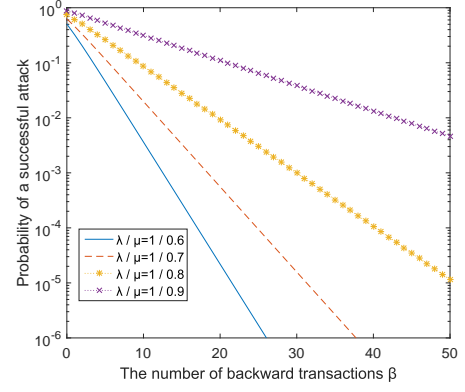 Probability of a successful attack
10^0
10^-1
10^-2
10^-3
10^-4
10^-5
10^-6
λ / μ=1 / 0.6
λ / μ=1 / 0.7
λ / μ=1 / 0.8
λ / μ=1 / 0.9
0 10 20 30 40 50
The number of backward transactions β